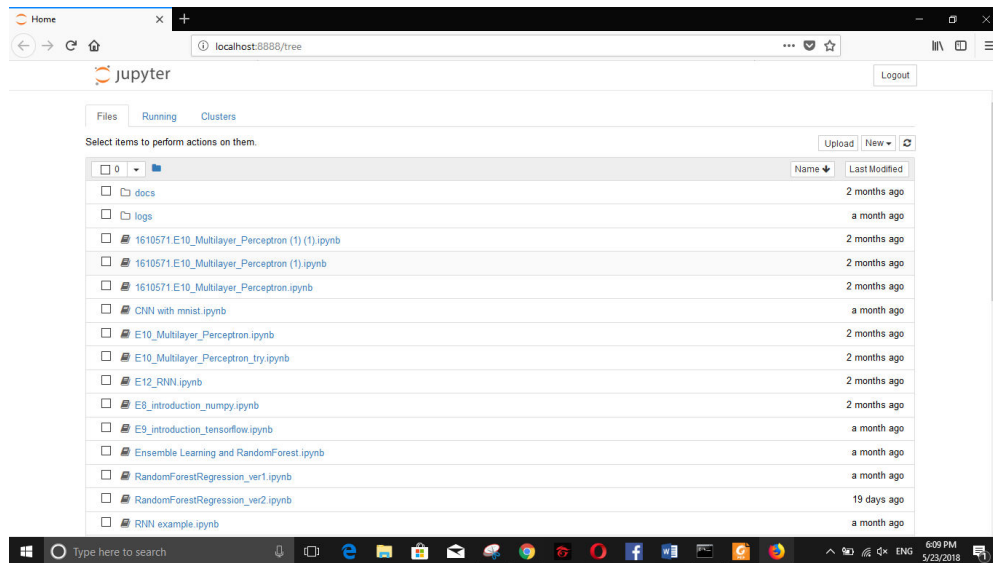 Home
localhost:8888/tree
jupyter
Logout
Files Running Clusters
Select items to perform actions on them.
Upload New
0 Name Last Modified
docs 2 months ago
logs a month ago
1610571.E10_Multilayer_Perceptron (1) (1).ipynb 2 months ago
1610571.E10_Multilayer_Perceptron (1).ipynb 2 months ago
1610571.E10_Multilayer_Perceptron.ipynb 2 months ago
CNN with mnist.ipynb a month ago
E10_Multilayer_Perceptron.ipynb 2 months ago
E10_Multilayer_Perceptron_try.ipynb 2 months ago
E12_RNN.ipynb 2 months ago
E8_introduction_numpy.ipynb 2 months ago
E9_introduction_tensorflow.ipynb a month ago
Ensemble Learning and RandomForest.ipynb a month ago
RandomForestRegression_ver1.ipynb a month ago
RandomForestRegression_ver2.ipynb 19 days ago
RNN example.ipynb a month ago
Type here to search ENG 6:09 PM
5/23/2018